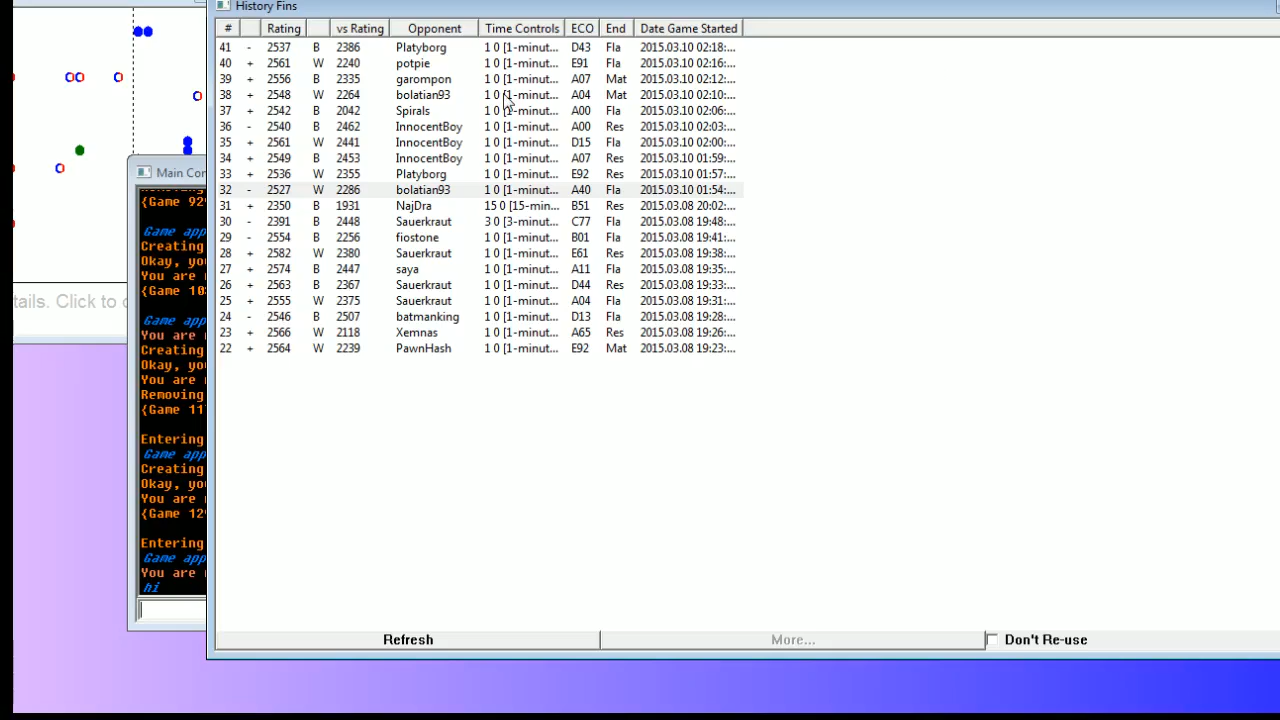 History Fins
# Rating vs Rating Opponent Time Controls ECO End Date Game Started
41 - 2537 B 2386 Platyborg 1 0 [1-minut... D43 Fla 2015.03.10 02:18:...
40 + 2561 W 2240 potpie 1 0 [1-minut... E91 Fla 2015.03.10 02:16:...
39 + 2556 B 2335 garompon 1 0 [1-minut... A07 Mat 2015.03.10 02:12:...
38 + 2548 W 2264 bolatian93 1 0 [1-minut... A04 Mat 2015.03.10 02:10:...
37 + 2542 B 2042 Spirals 1 0 [1-minut... A00 Fla 2015.03.10 02:06:...
36 - 2540 B 2462 InnocentBoy 1 0 [1-minut... A00 Res 2015.03.10 02:03:...
35 + 2561 W 2441 InnocentBoy 1 0 [1-minut... D15 Fla 2015.03.10 02:00:...
34 + 2549 B 2453 InnocentBoy 1 0 [1-minut... A07 Res 2015.03.10 01:59:...
33 + 2536 W 2355 Platyborg 1 0 [1-minut... E92 Res 2015.03.10 01:57:...
32 - 2527 W 2286 bolatian93 1 0 [1-minut... A40 Fla 2015.03.10 01:54:...
31 + 2350 B 1931 NajDra 15 0 [15-min... B51 Res 2015.03.08 20:02:...
30 - 2391 B 2448 Sauerkraut 3 0 [3-minut... C77 Fla 2015.03.08 19:48:...
29 - 2554 B 2256 fiostone 1 0 [1-minut... B01 Fla 2015.03.08 19:41:...
28 + 2582 W 2380 Sauerkraut 1 0 [1-minut... E61 Res 2015.03.08 19:38:...
27 + 2574 B 2447 saya 1 0 [1-minut... A11 Fla 2015.03.08 19:35:...
26 + 2563 B 2367 Sauerkraut 1 0 [1-minut... D44 Res 2015.03.08 19:33:...
25 + 2555 W 2375 Sauerkraut 1 0 [1-minut... A04 Fla 2015.03.08 19:31:...
24 - 2546 B 2507 batmanking 1 0 [1-minut... D13 Fla 2015.03.08 19:28:...
23 + 2566 W 2118 Xemnas 1 0 [1-minut... A65 Res 2015.03.08 19:26:...
22 + 2564 W 2239 PawnHash 1 0 [1-minut... E92 Mat 2015.03.08 19:23:...
Refresh More... Don't Re-use
tails. Click to
Main Con
{Game 92
Game app
Creating
Okay, yo
You are
{Game 10
Game app
You are
Creating
Okay, yo
You are
Removing
{Game 11
Entering
Game app
Creating
Okay, yo
You are
{Game 12
Entering
Game app
You are
hi